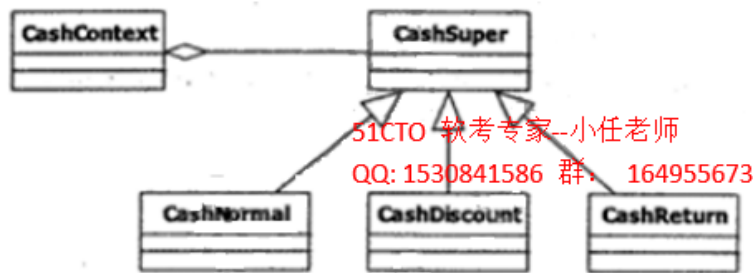 CashContext
CashSuper
51CTO 软考专家--小任老师
QQ: 1530841586 群： 164955673
CashNormal
CashDiscount
CashReturn